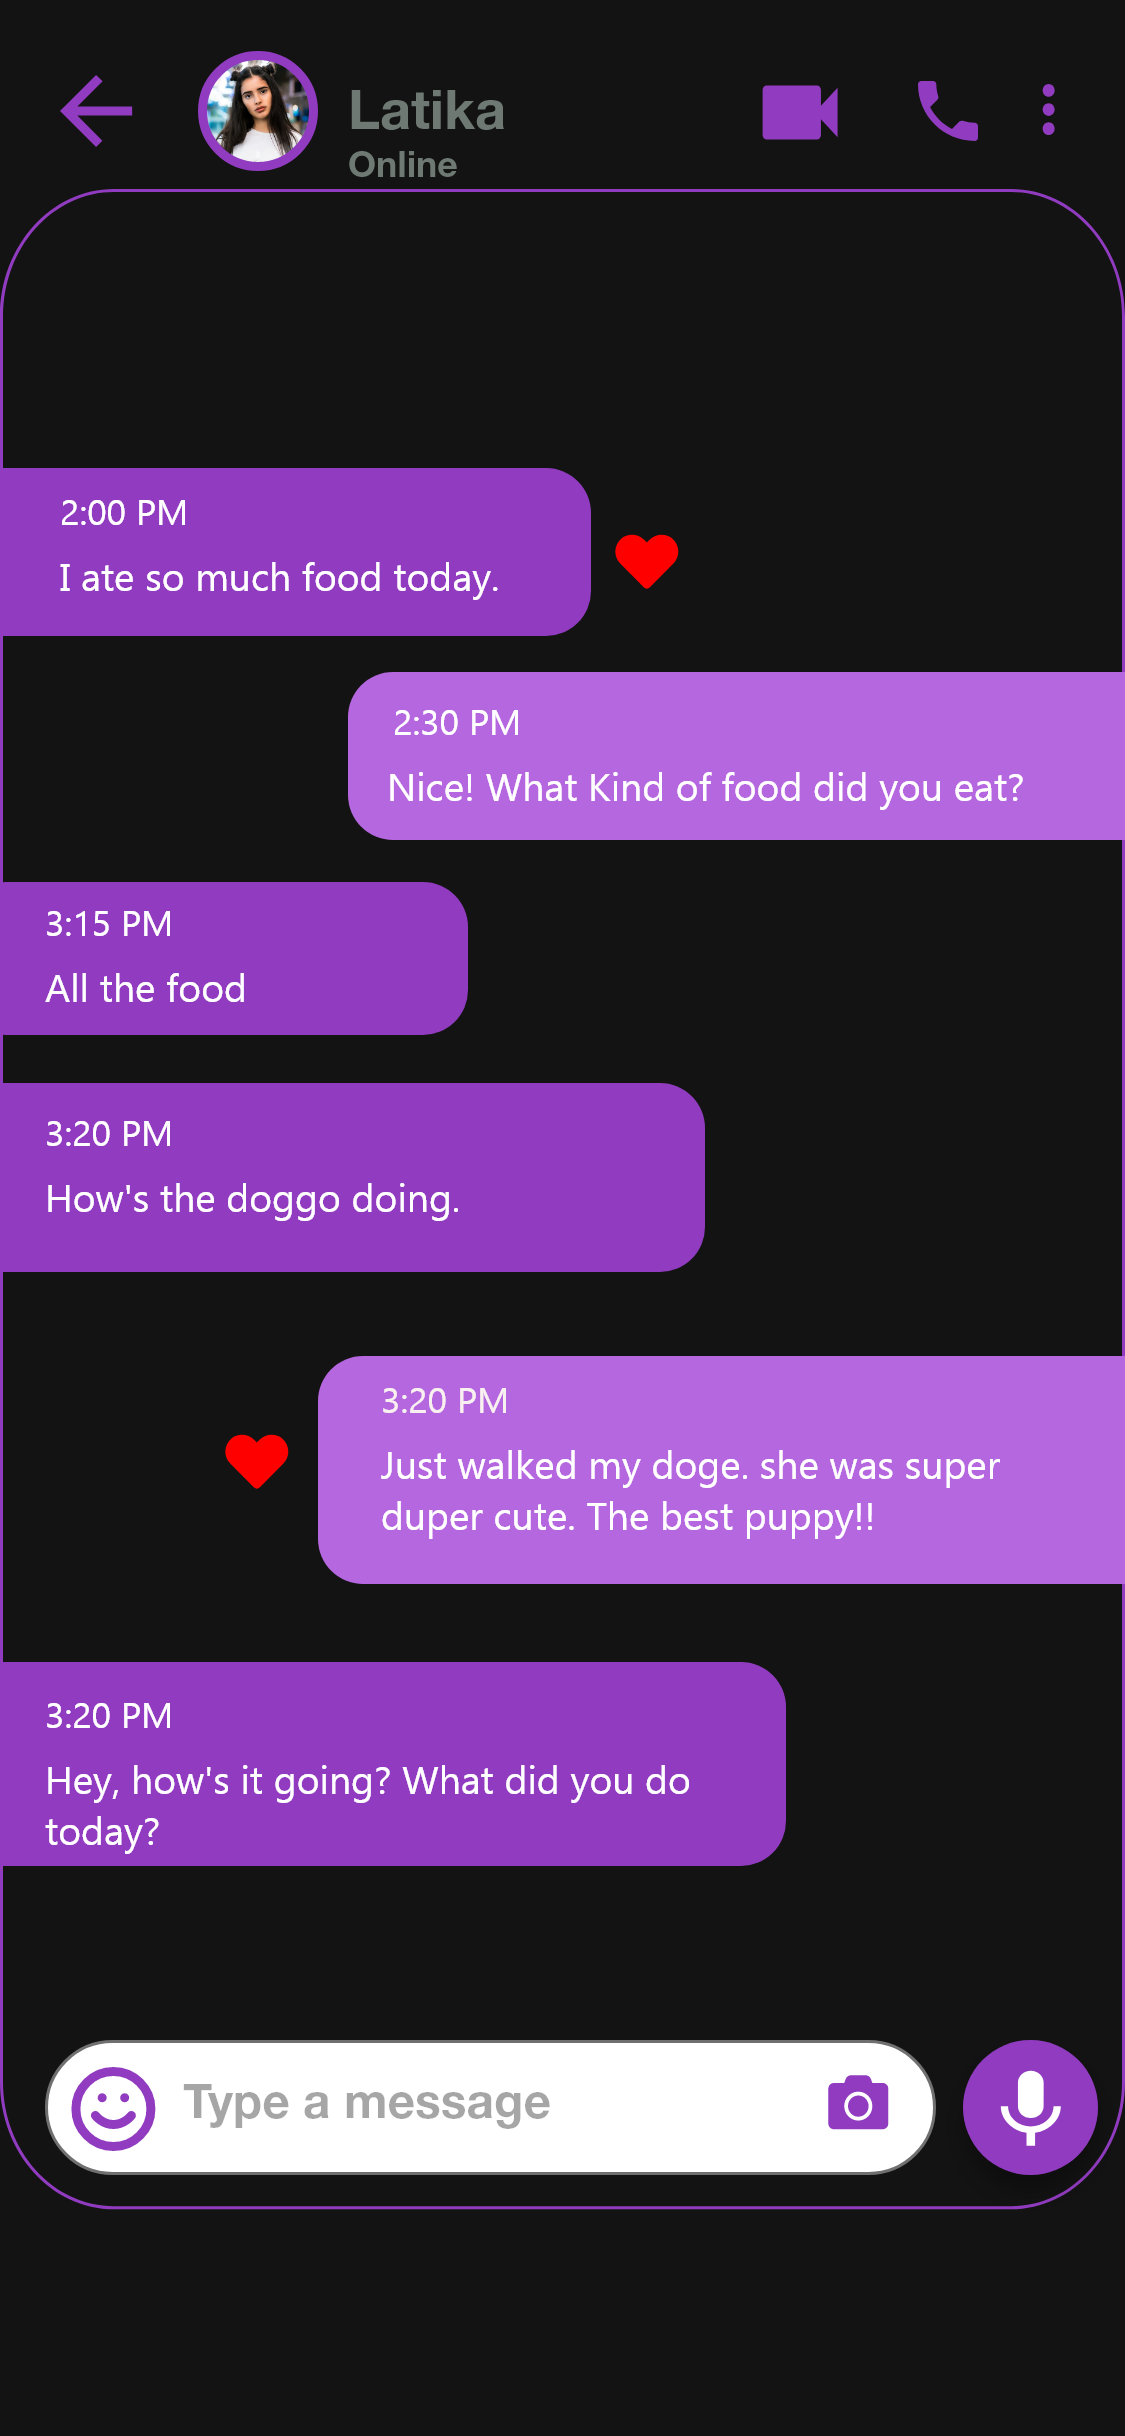 Latika
Online
2:00 PM
I ate so much food today.
2:30 PM
Nice! What Kind of food did you eat?
3:15 PM
All the food
3:20 PM
How's the doggo doing.
3:20 PM
Just walked my doge. she was super
duper cute. The best puppy!!
3:20 PM
Hey, how's it going? What did you do
today?
Type a message